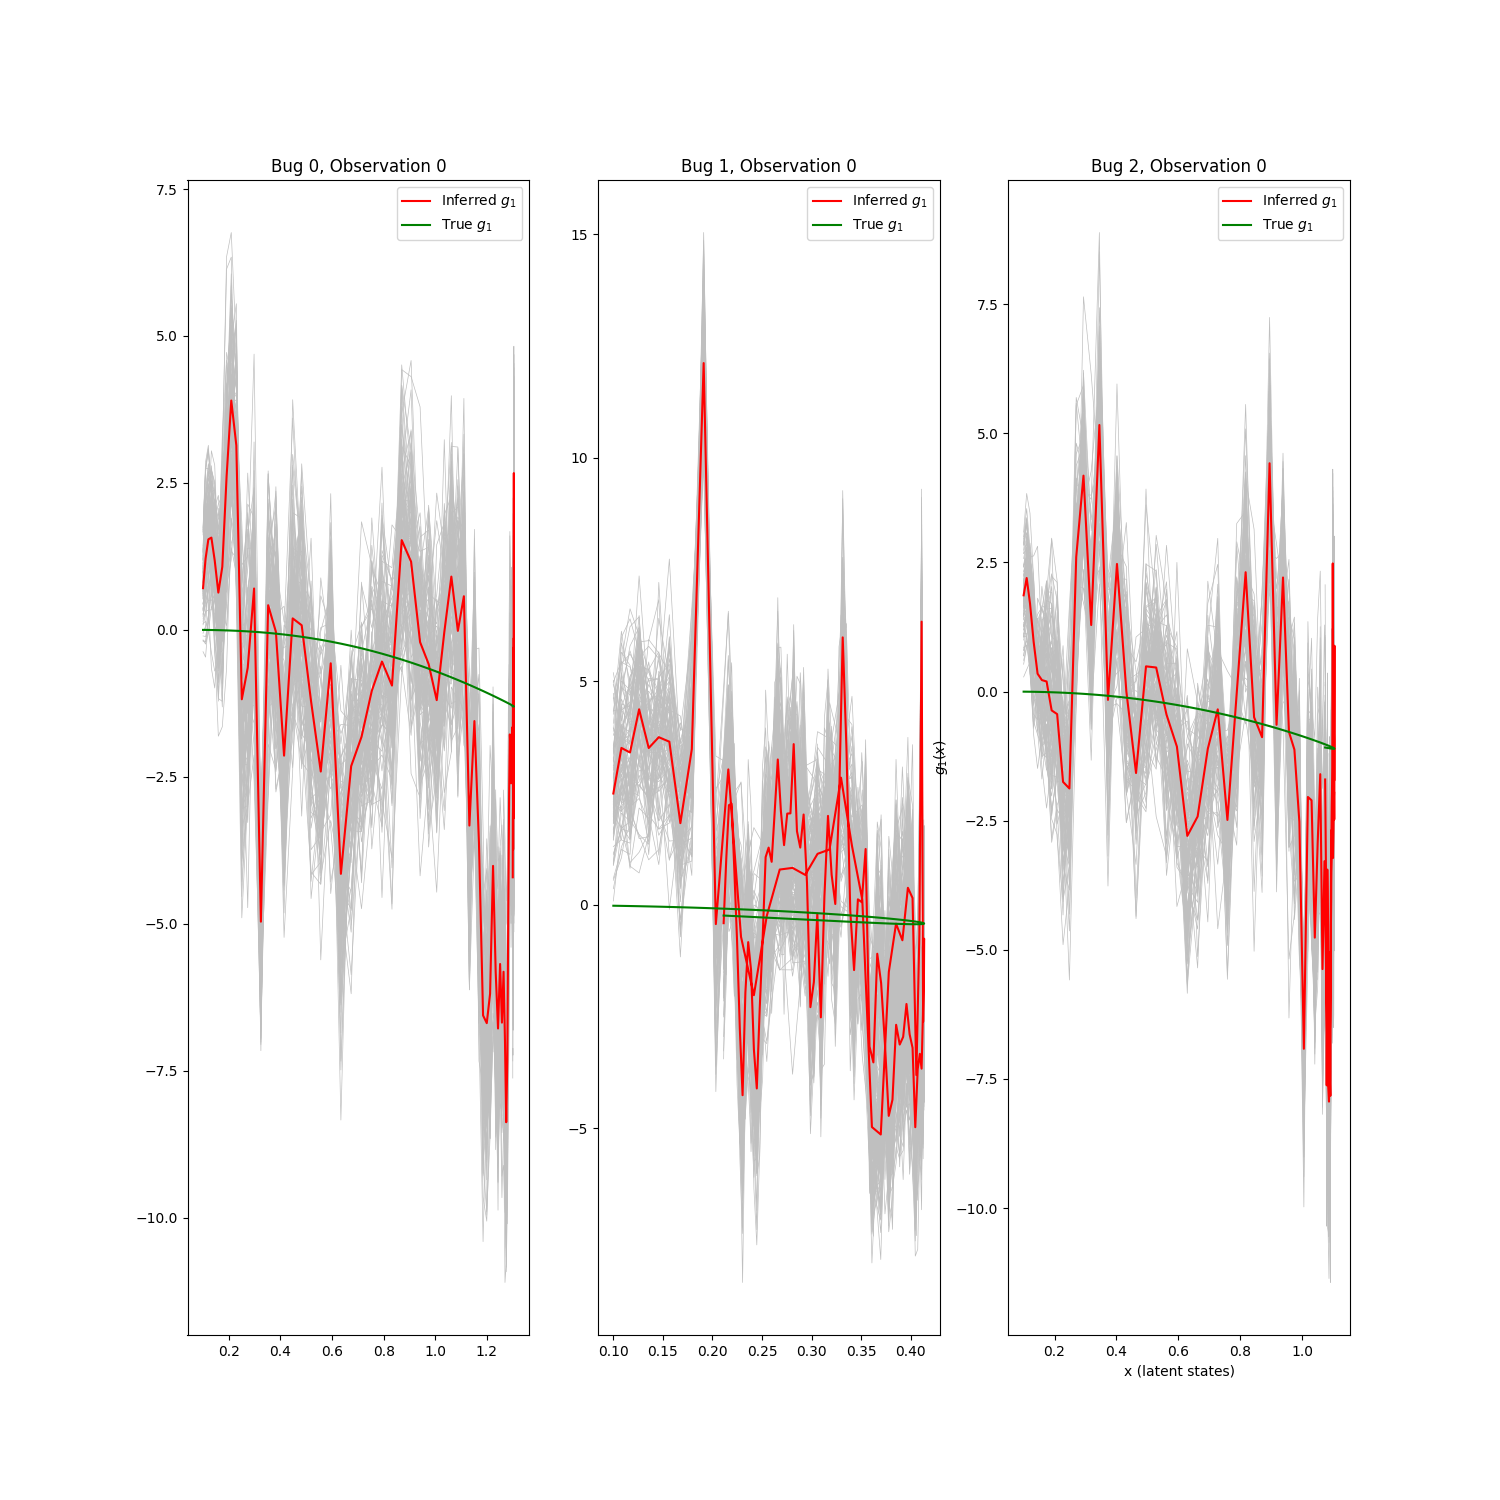 Bug 0, Observation 0
Inferred g₁
True g₁
7.5
5.0
2.5
0.0
−2.5
−5.0
−7.5
−10.0
0.2 0.4 0.6 0.8 1.0 1.2
Bug 1, Observation 0
Inferred g₁
True g₁
15
10
5
0
−5
0.10 0.15 0.20 0.25 0.30 0.35 0.40
Bug 2, Observation 0
Inferred g₁
True g₁
g₁(x)
7.5
5.0
2.5
0.0
−2.5
−5.0
−7.5
−10.0
0.2 0.4 0.6 0.8 1.0
x (latent states)